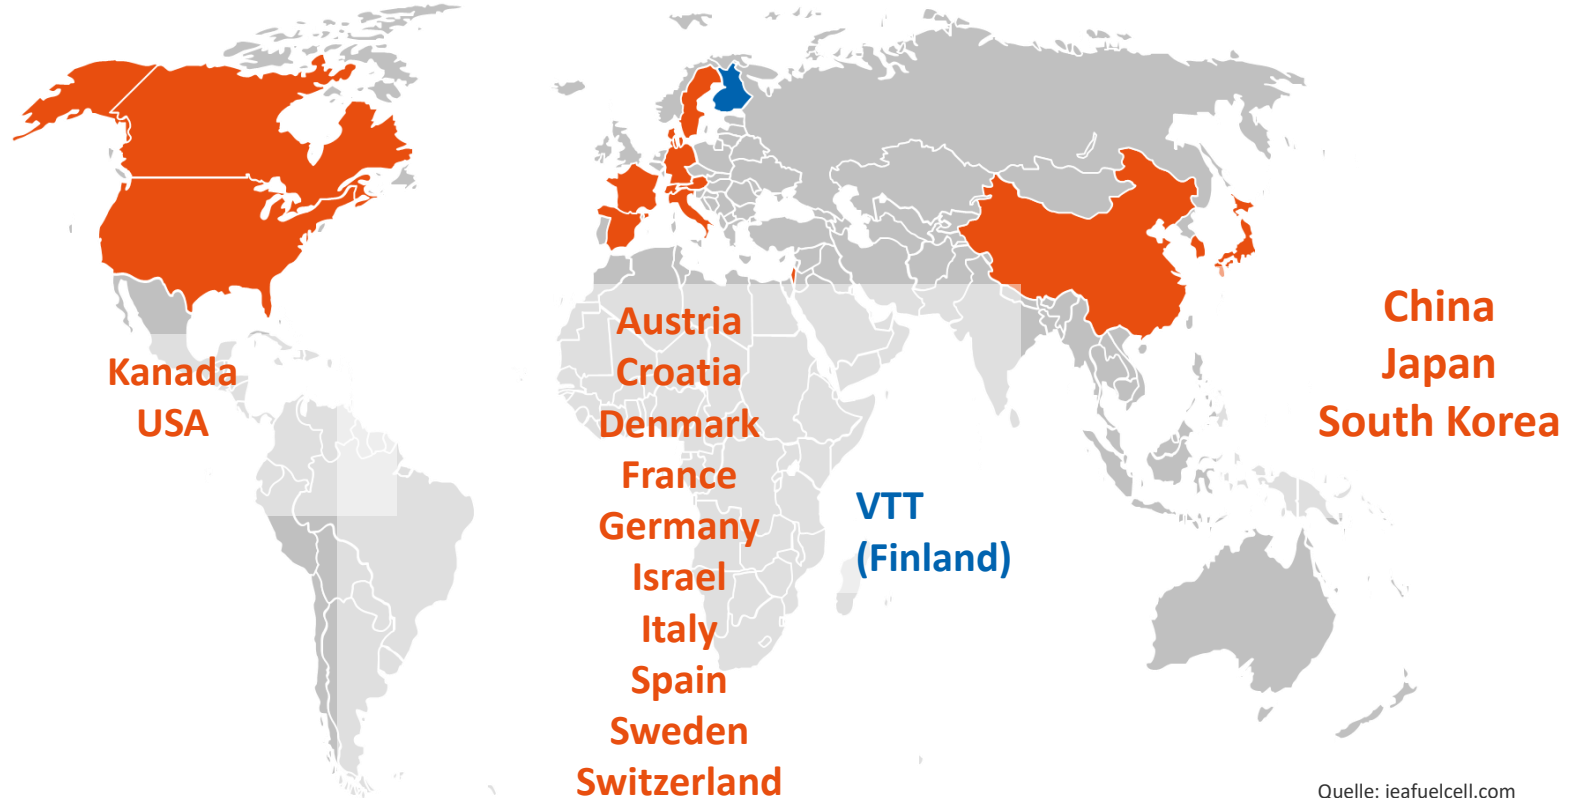 Kanada
USA
Austria
Croatia
Denmark
France
Germany
Israel
Italy
Spain
Sweden
Switzerland
VTT
(Finland)
China
Japan
South Korea
Quelle: ieafuelcell.com